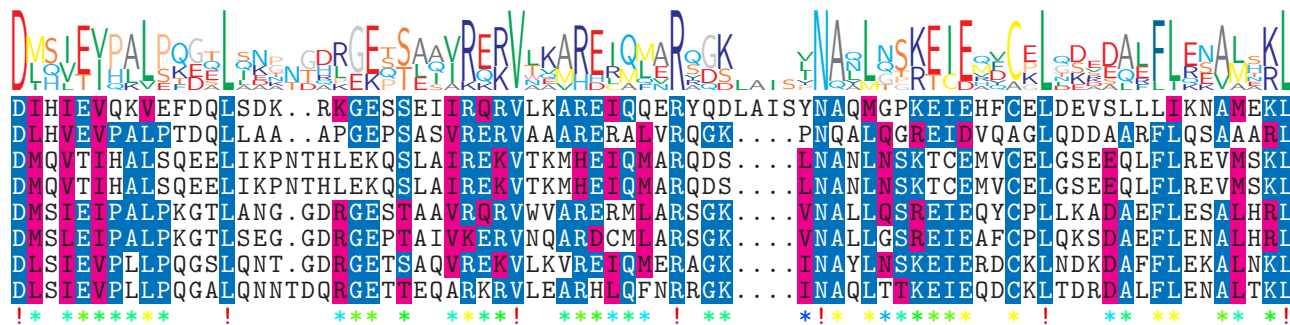 DIHIEVQKVEFDQLSDK..RKGESSEIIRQRVLKAREIQQERYQDLAISYNAQMGPKEIEHFCELDEVSLLLIKNAMEKL
DLHVEVPALPTDQLLAA..APGEPSASVRERVAAARERALVRQGK....PNQALQGREIDVQAGLQDDAARFLQSAAARL
DMQVTIHALSQEELIKPNTHLEKQSLAIREKVTKMHEIQMARQDS....LNANLNSKTCEMVCELGSEEQLFLREVMSKL
DMQVTIHALSQEELIKPNTHLEKQSLAIREKVTKMHEIQMARQDS....LNANLNSKTCEMVCELGSEEQLFLREVMSKL
DMSIEIPALPKGTLANG.GDRGESTAAVRQRVWVARERMLARSGK....VNALLQSREIEQYCPLLKADAEFLESALHRL
DMSLEIPALPKGTLSEG.GDRGEPTAIVKERVNQARDCMLARSGK....VNALLGSREIEAFCPLQKSDAEFLENALHRL
DLSIEVPLLPQGSLQNT.GDRGETSAQVREKVLKVREIQMERAGK....INAYLNSKEIERDCKLNDKDAFFLEKALNKL
DLSIEVPLLPQGALQNNTDQRGETTEQARKRVLEARHLQFNRRGK....INAQLTTKEIEQDCKLTDRDALFLENALTKL